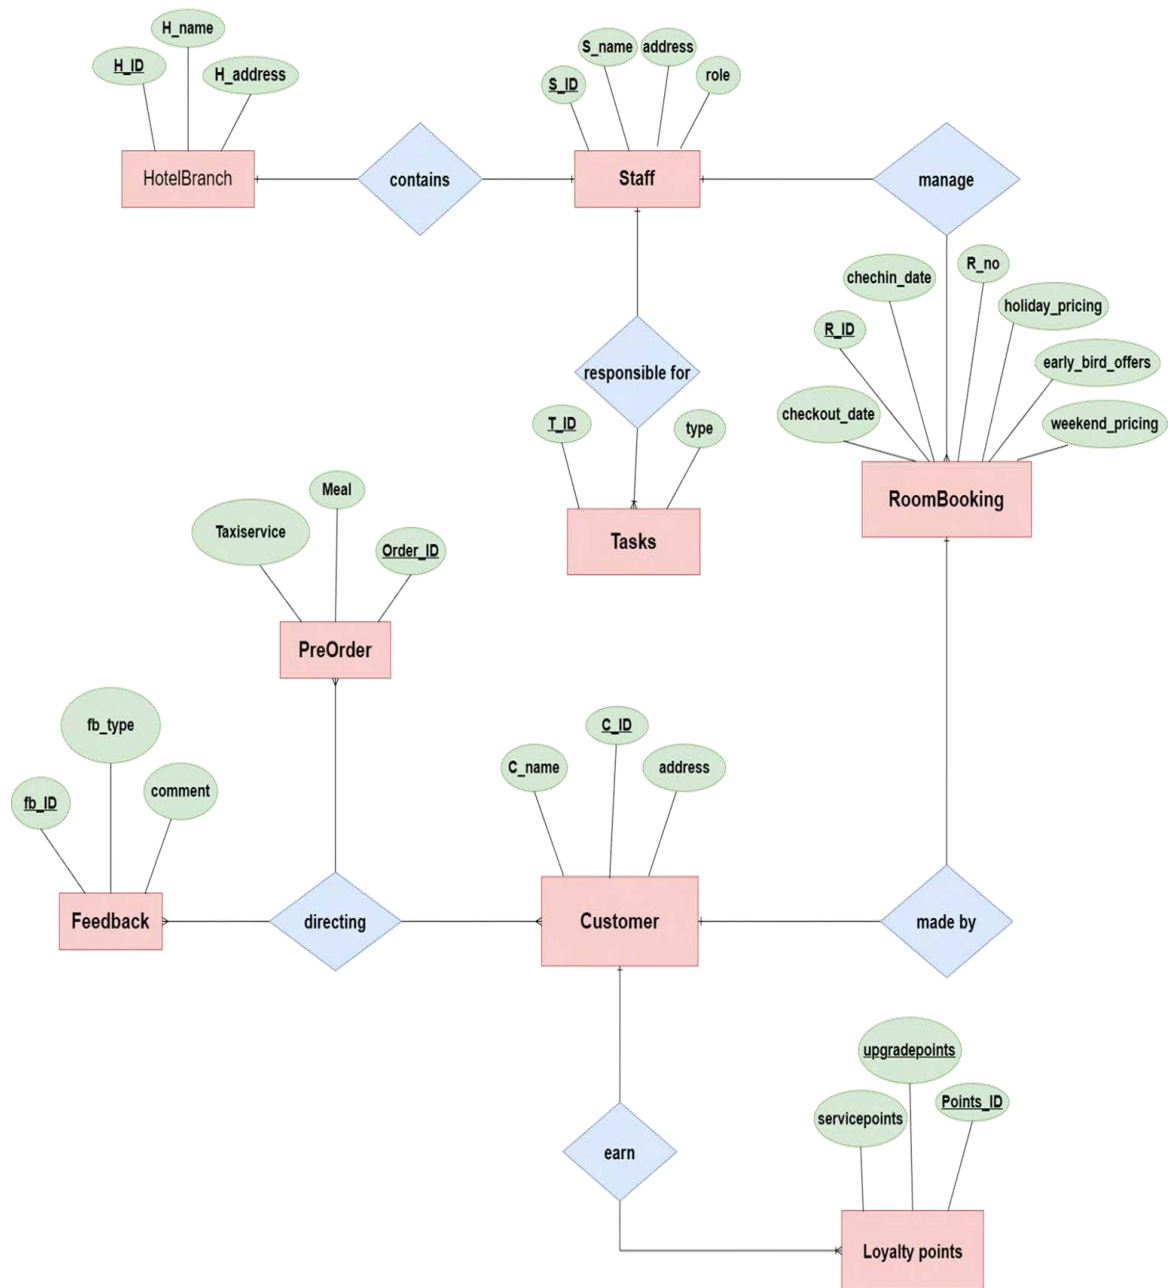 H_name
H_ID
H_address
S_name
address
S_ID
role
HotelBranch
contains
Staff
manage
chechin_date
R_no
holiday_pricing
R_ID
early_bird_offers
responsible for
checkout_date
weekend_pricing
T_ID
type
RoomBooking
Tasks
Meal
Taxiservice
Order_ID
PreOrder
fb_type
C_ID
C_name
address
fb_ID
comment
Feedback
directing
Customer
made by
upgradepoints
Points_ID
servicepoints
earn
Loyalty points